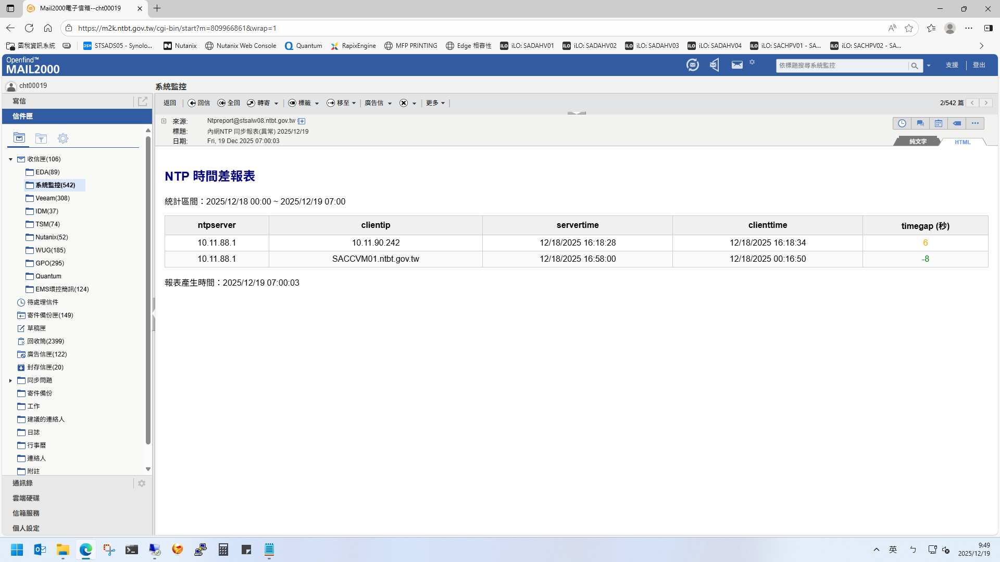 Mail2000電子信箱--cht00019
https://m2k.ntbt.gov.tw/cgi-bin/start?m=809966861&wrap=1
國稅資訊系統
STSADS05 - Synolo...
Nutanix
Nutanix Web Console
Quantum
RapixEngine
MFP PRINTING
Edge 相容性
iLO: SADAHV01
iLO: SADAHV02
iLO: SADAHV03
iLO: SADAHV04
iLO: SACHPV01 - SA...
iLO: SACHPV02 - SA...
Openfind™
MAIL2000
依標題搜尋系統監控
支援
登出
cht00019
系統監控
寫信
信件匣
返回
回信
全回
轉寄
標籤
移至
廣告信
更多
2/542 篇
來源: Ntpreport@stsalw08.ntbt.gov.tw
標題: 內網NTP 同步報表(異常) 2025/12/19
日期: Fri, 19 Dec 2025 07:00:03
純文字
HTML
收信匣(106)
EDA(89)
系統監控(542)
Veeam(308)
IDM(37)
TSM(74)
Nutanix(52)
WUG(185)
GPO(295)
Quantum
EMS環控簡訊(124)
待處理信件
寄件備份匣(149)
草稿匣
回收筒(2399)
廣告信匣(122)
封存信匣(20)
同步問題
寄件備份
工作
建議的連絡人
日誌
行事曆
連絡人
附註
通訊錄
雲端硬碟
信箱服務
個人設定
NTP 時間差報表
統計區間：2025/12/18 00:00 ~ 2025/12/19 07:00
ntpserver clientip servertime clienttime timegap (秒)
10.11.88.1 10.11.90.242 12/18/2025 16:18:28 12/18/2025 16:18:34 6
10.11.88.1 SACCVM01.ntbt.gov.tw 12/18/2025 16:58:00 12/18/2025 00:16:50 -8
報表產生時間：2025/12/19 07:00:03
英
ㄅ
9:49
2025/12/19